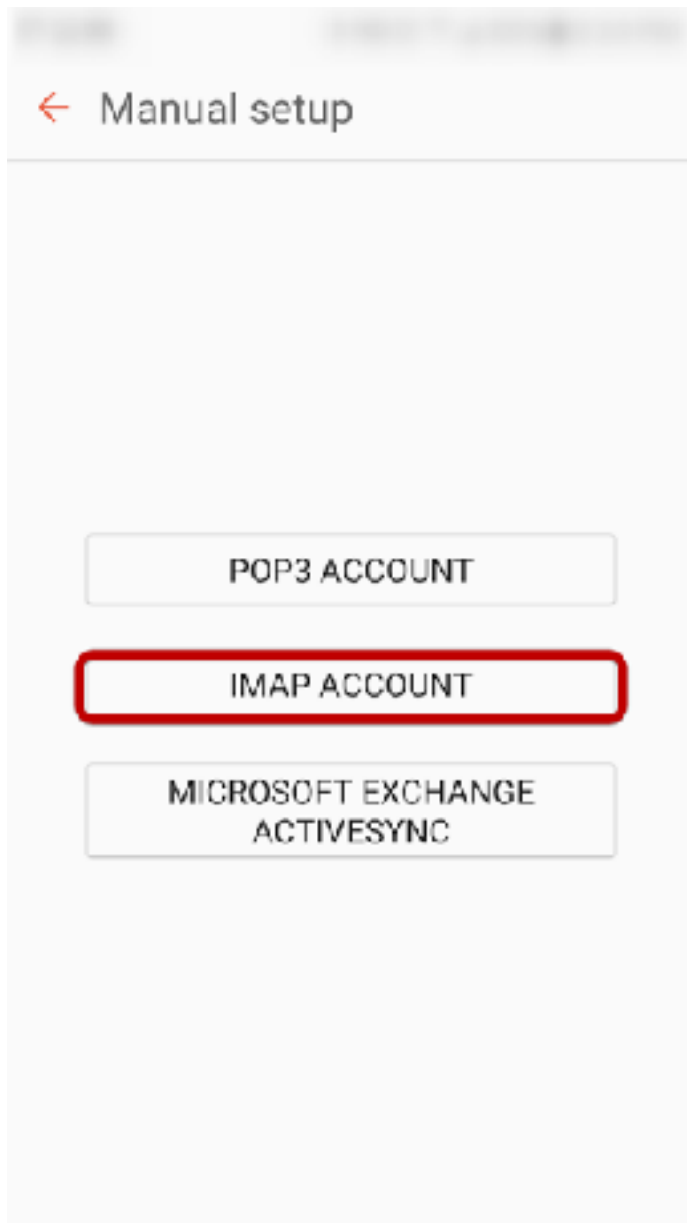 Manual setup
POP3 ACCOUNT
IMAP ACCOUNT
MICROSOFT EXCHANGE
ACTIVESYNC